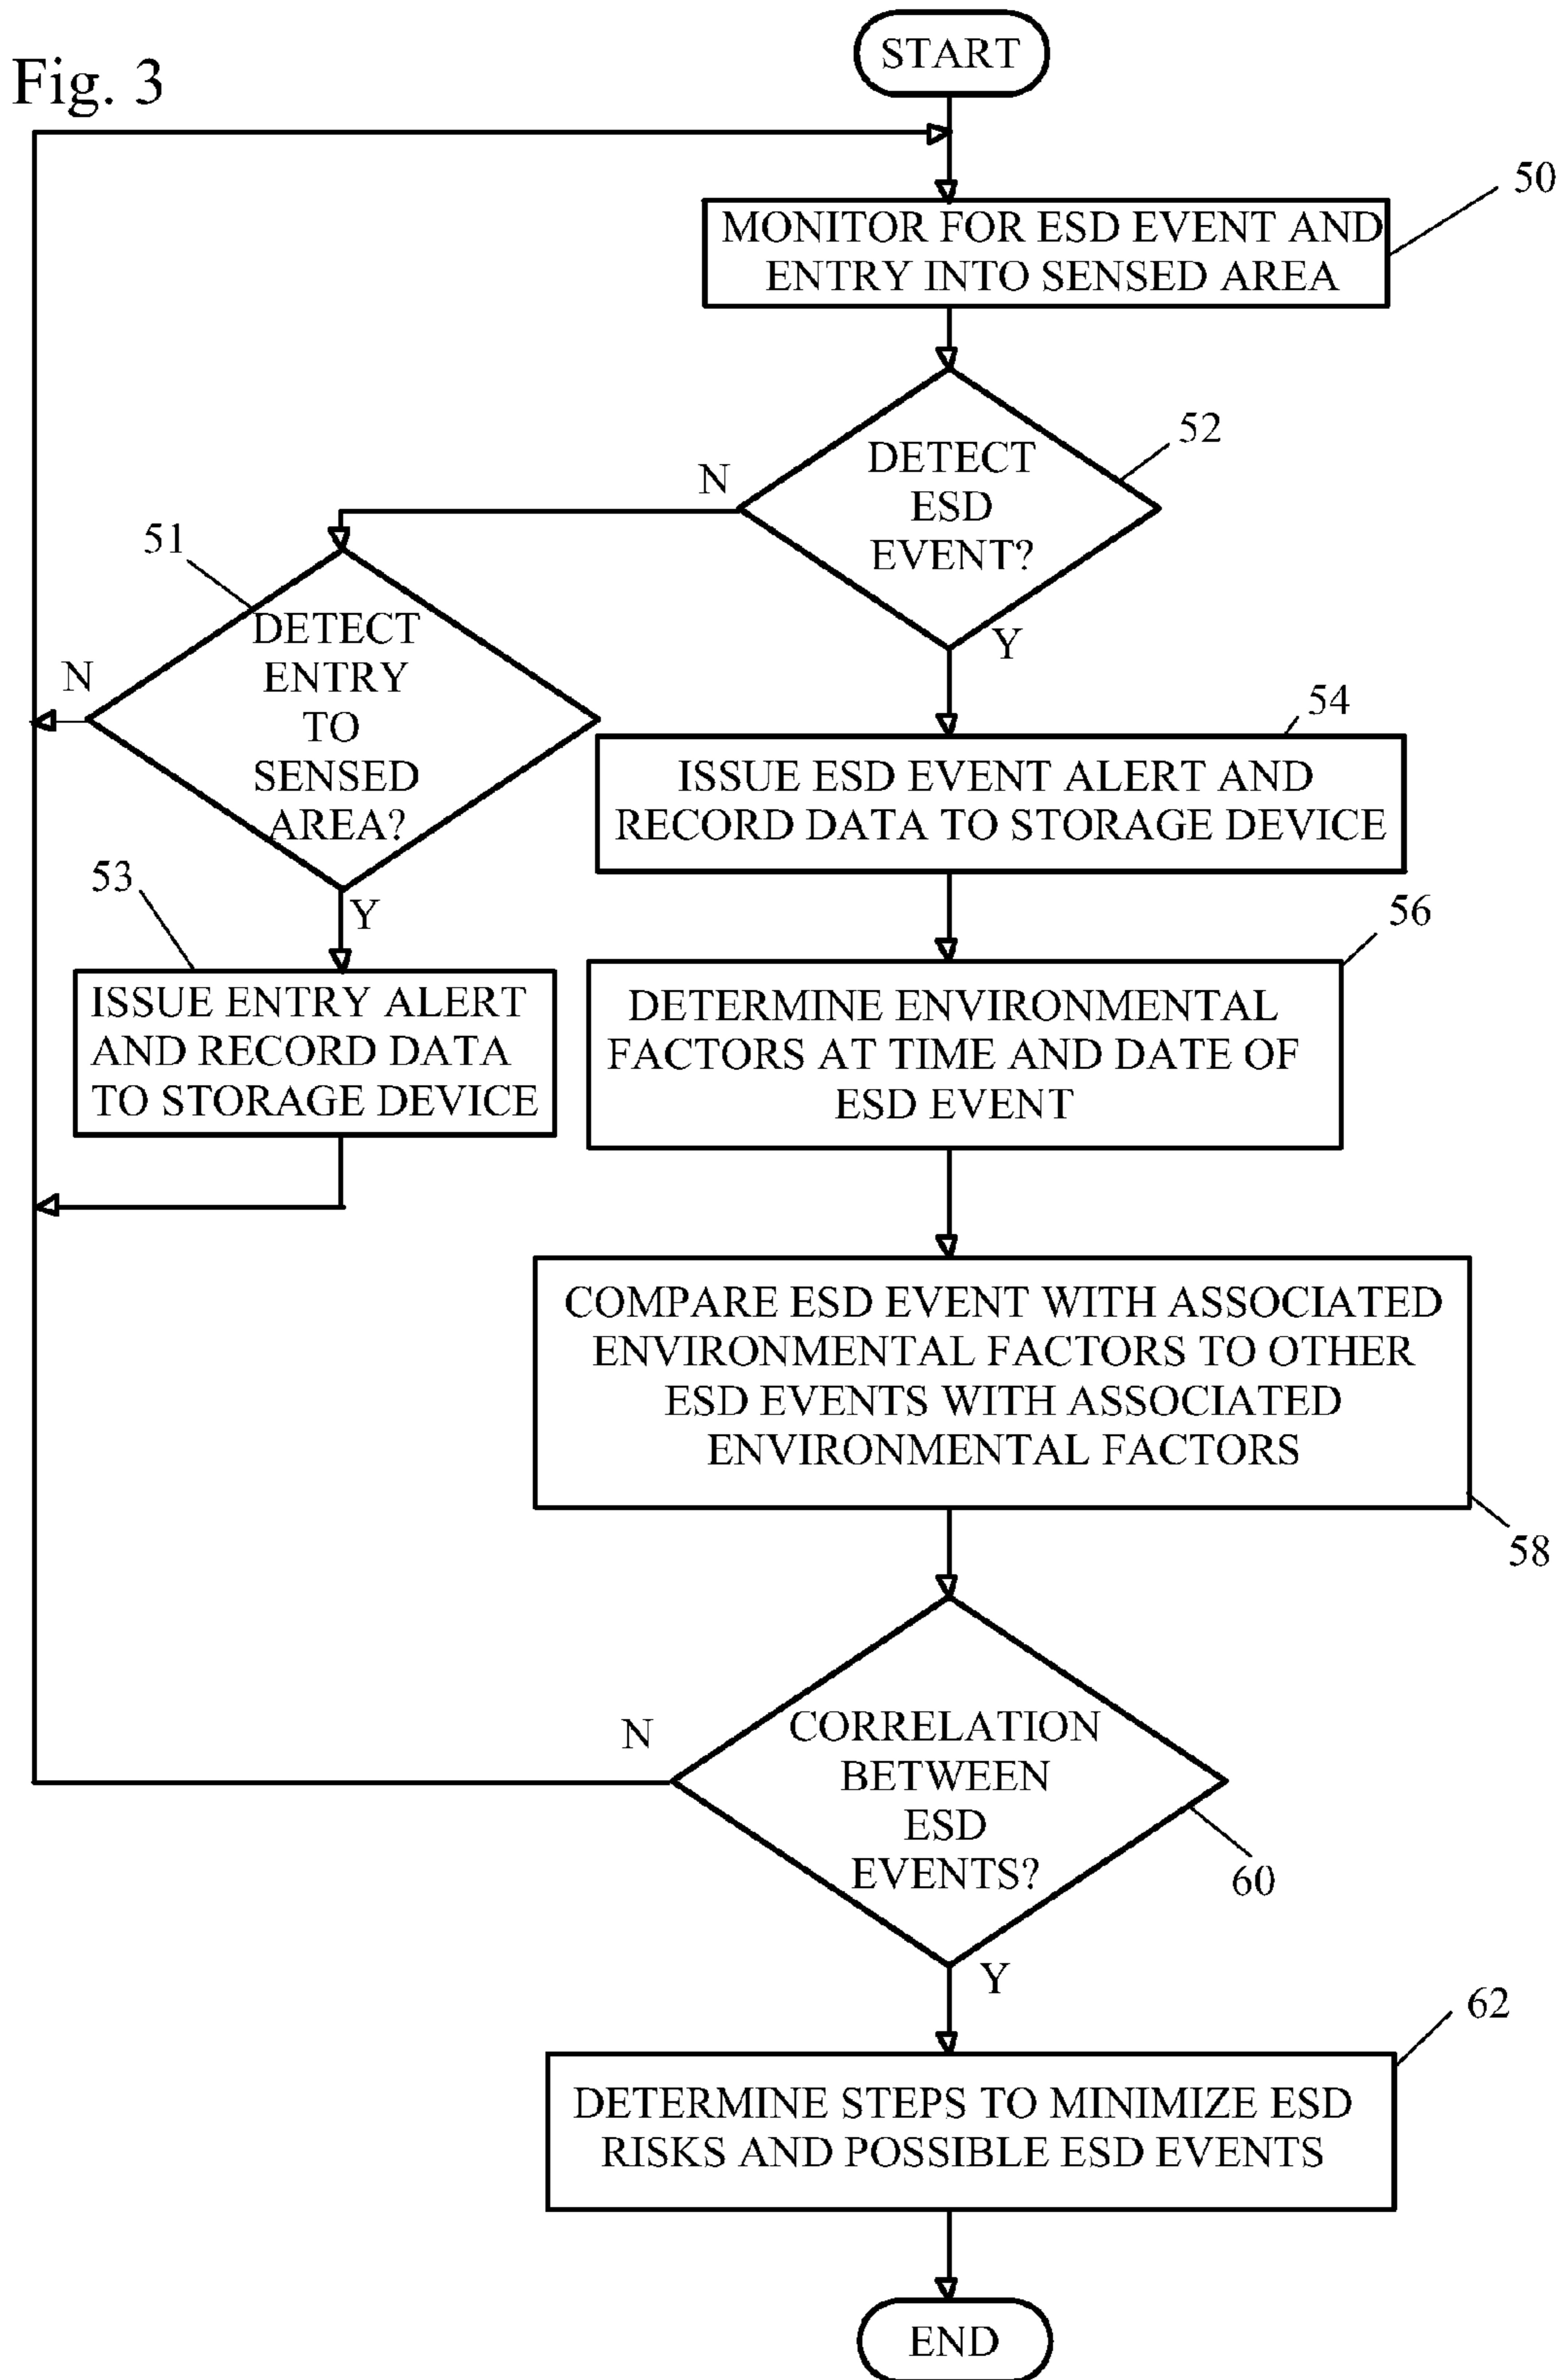 Fig. 3
START
50
MONITOR FOR ESD EVENT AND
ENTRY INTO SENSED AREA
52
DETECT
ESD
EVENT?
N
Y
51
DETECT
ENTRY
TO
SENSED
AREA?
N
Y
53
ISSUE ENTRY ALERT
AND RECORD DATA
TO STORAGE DEVICE
54
ISSUE ESD EVENT ALERT AND
RECORD DATA TO STORAGE DEVICE
56
DETERMINE ENVIRONMENTAL
FACTORS AT TIME AND DATE OF
ESD EVENT
COMPARE ESD EVENT WITH ASSOCIATED
ENVIRONMENTAL FACTORS TO OTHER
ESD EVENTS WITH ASSOCIATED
ENVIRONMENTAL FACTORS
58
N
CORRELATION
BETWEEN
ESD
EVENTS?
60
Y
62
DETERMINE STEPS TO MINIMIZE ESD
RISKS AND POSSIBLE ESD EVENTS
END